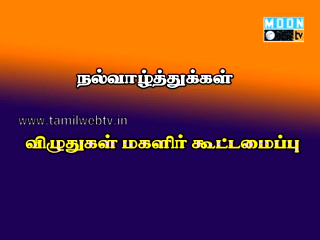 MOON
tv
நல்வாழ்த்துக்கள்
www.tamilwebtv.in
விழுதுகள் மகளிர் கூட்டமைப்பு